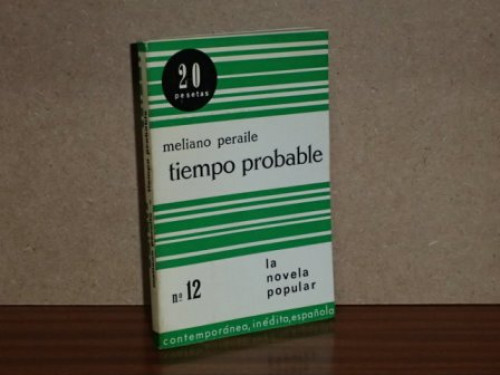 20
pesetas
meliano peraile
tiempo probable
nº 12
la
novela
popular
contemporánea, inédita, española